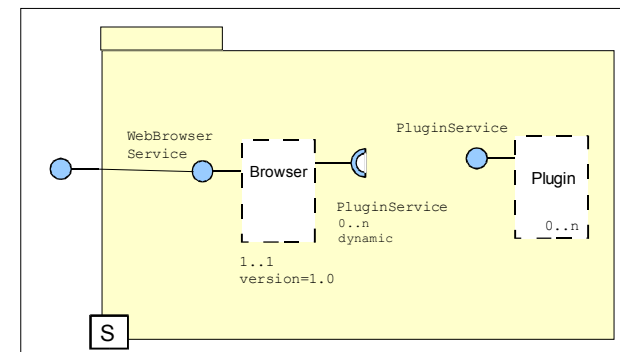 WebBrowser
Service
Browser
PluginService
0..n
dynamic
1..1
version=1.0
PluginService
Plugin
0..n
S